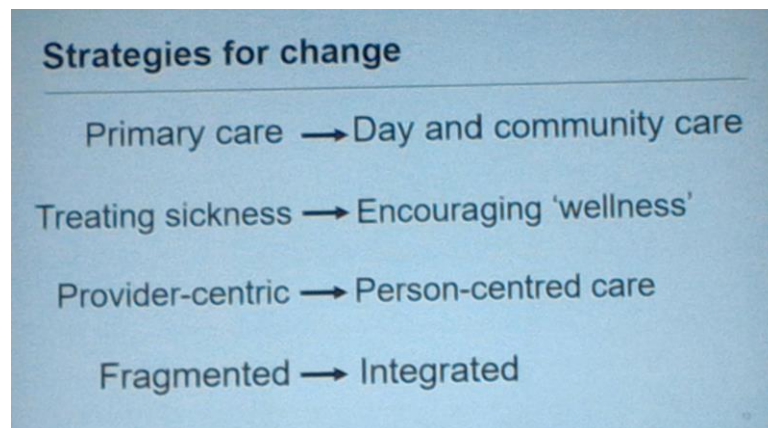 Strategies for change
Primary care → Day and community care
Treating sickness → Encouraging ‘wellness’
Provider-centric → Person-centred care
Fragmented → Integrated